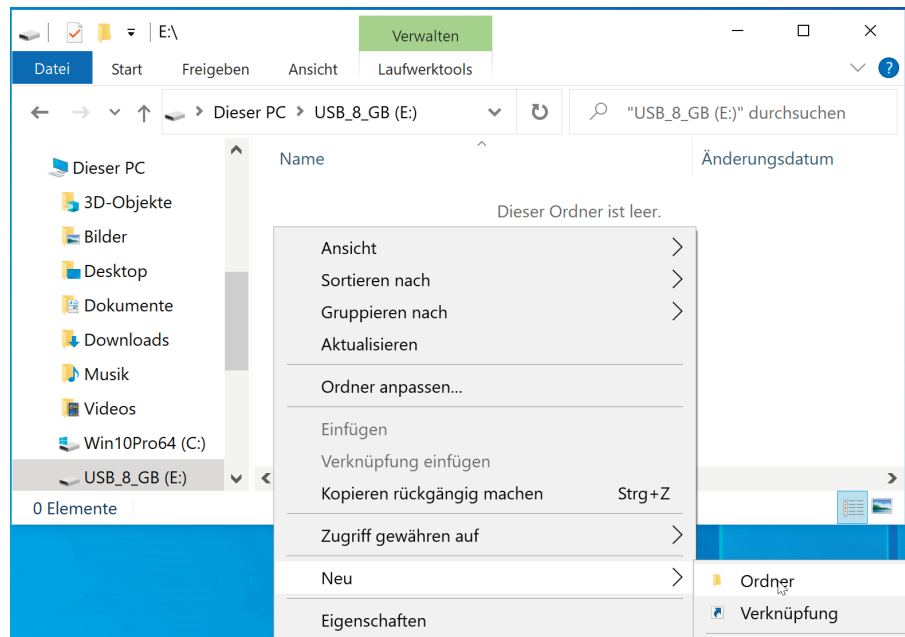 E:\
Verwalten
Datei Start Freigeben Ansicht Laufwerktools ?
Dieser PC > USB_8_GB (E:) "USB_8_GB (E:)" durchsuchen
Dieser PC
3D-Objekte
Bilder
Desktop
Dokumente
Downloads
Musik
Videos
Win10Pro64 (C:)
USB_8_GB (E:)
Name Änderungsdatum
Dieser Ordner ist leer.
Ansicht
Sortieren nach
Gruppieren nach
Aktualisieren
Ordner anpassen...
Einfügen
Verknüpfung einfügen
Kopieren rückgängig machen Strg+Z
Zugriff gewähren auf
Neu
Eigenschaften
Ordner
Verknüpfung
0 Elemente